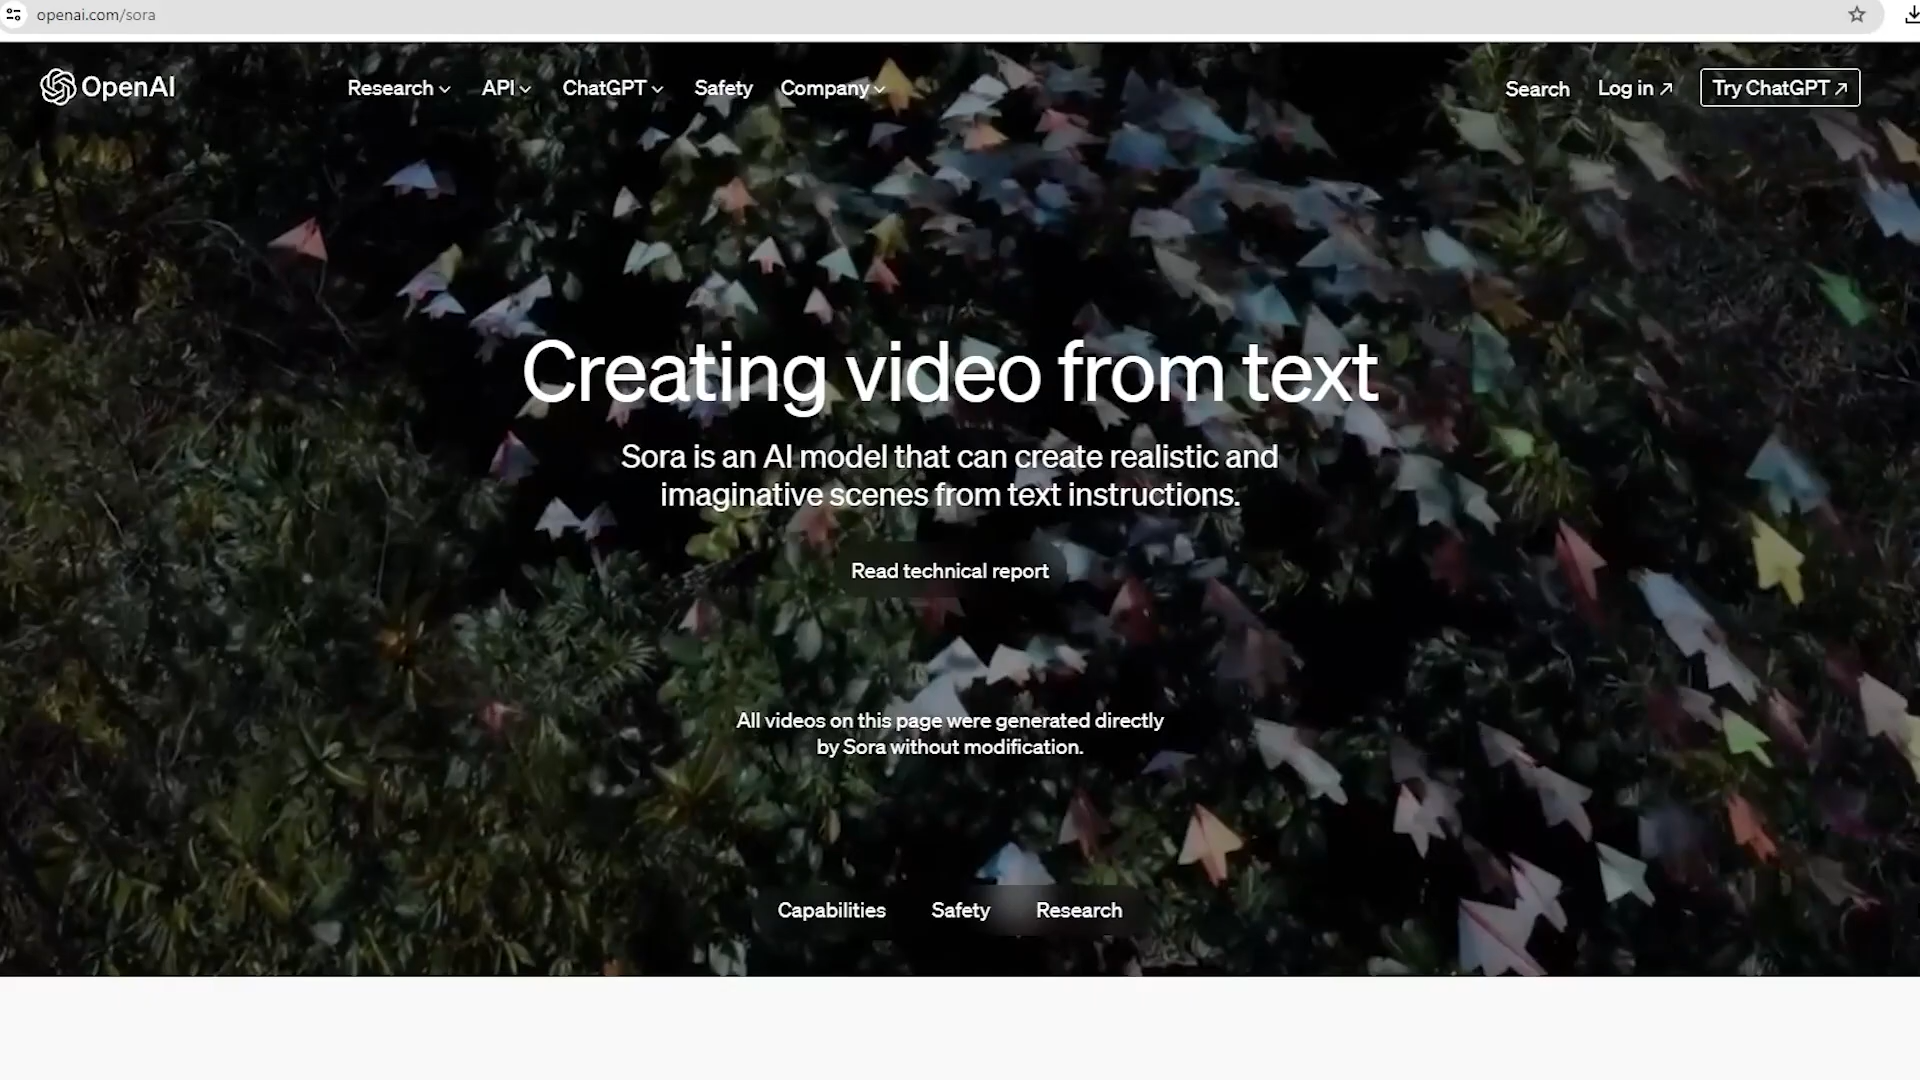 openai.com/sora
OpenAI
Research
API
ChatGPT
Safety
Company
Search
Log in
Try ChatGPT
Creating video from text
Sora is an AI model that can create realistic and
imaginative scenes from text instructions.
Read technical report
All videos on this page were generated directly
by Sora without modification.
Capabilities
Safety
Research